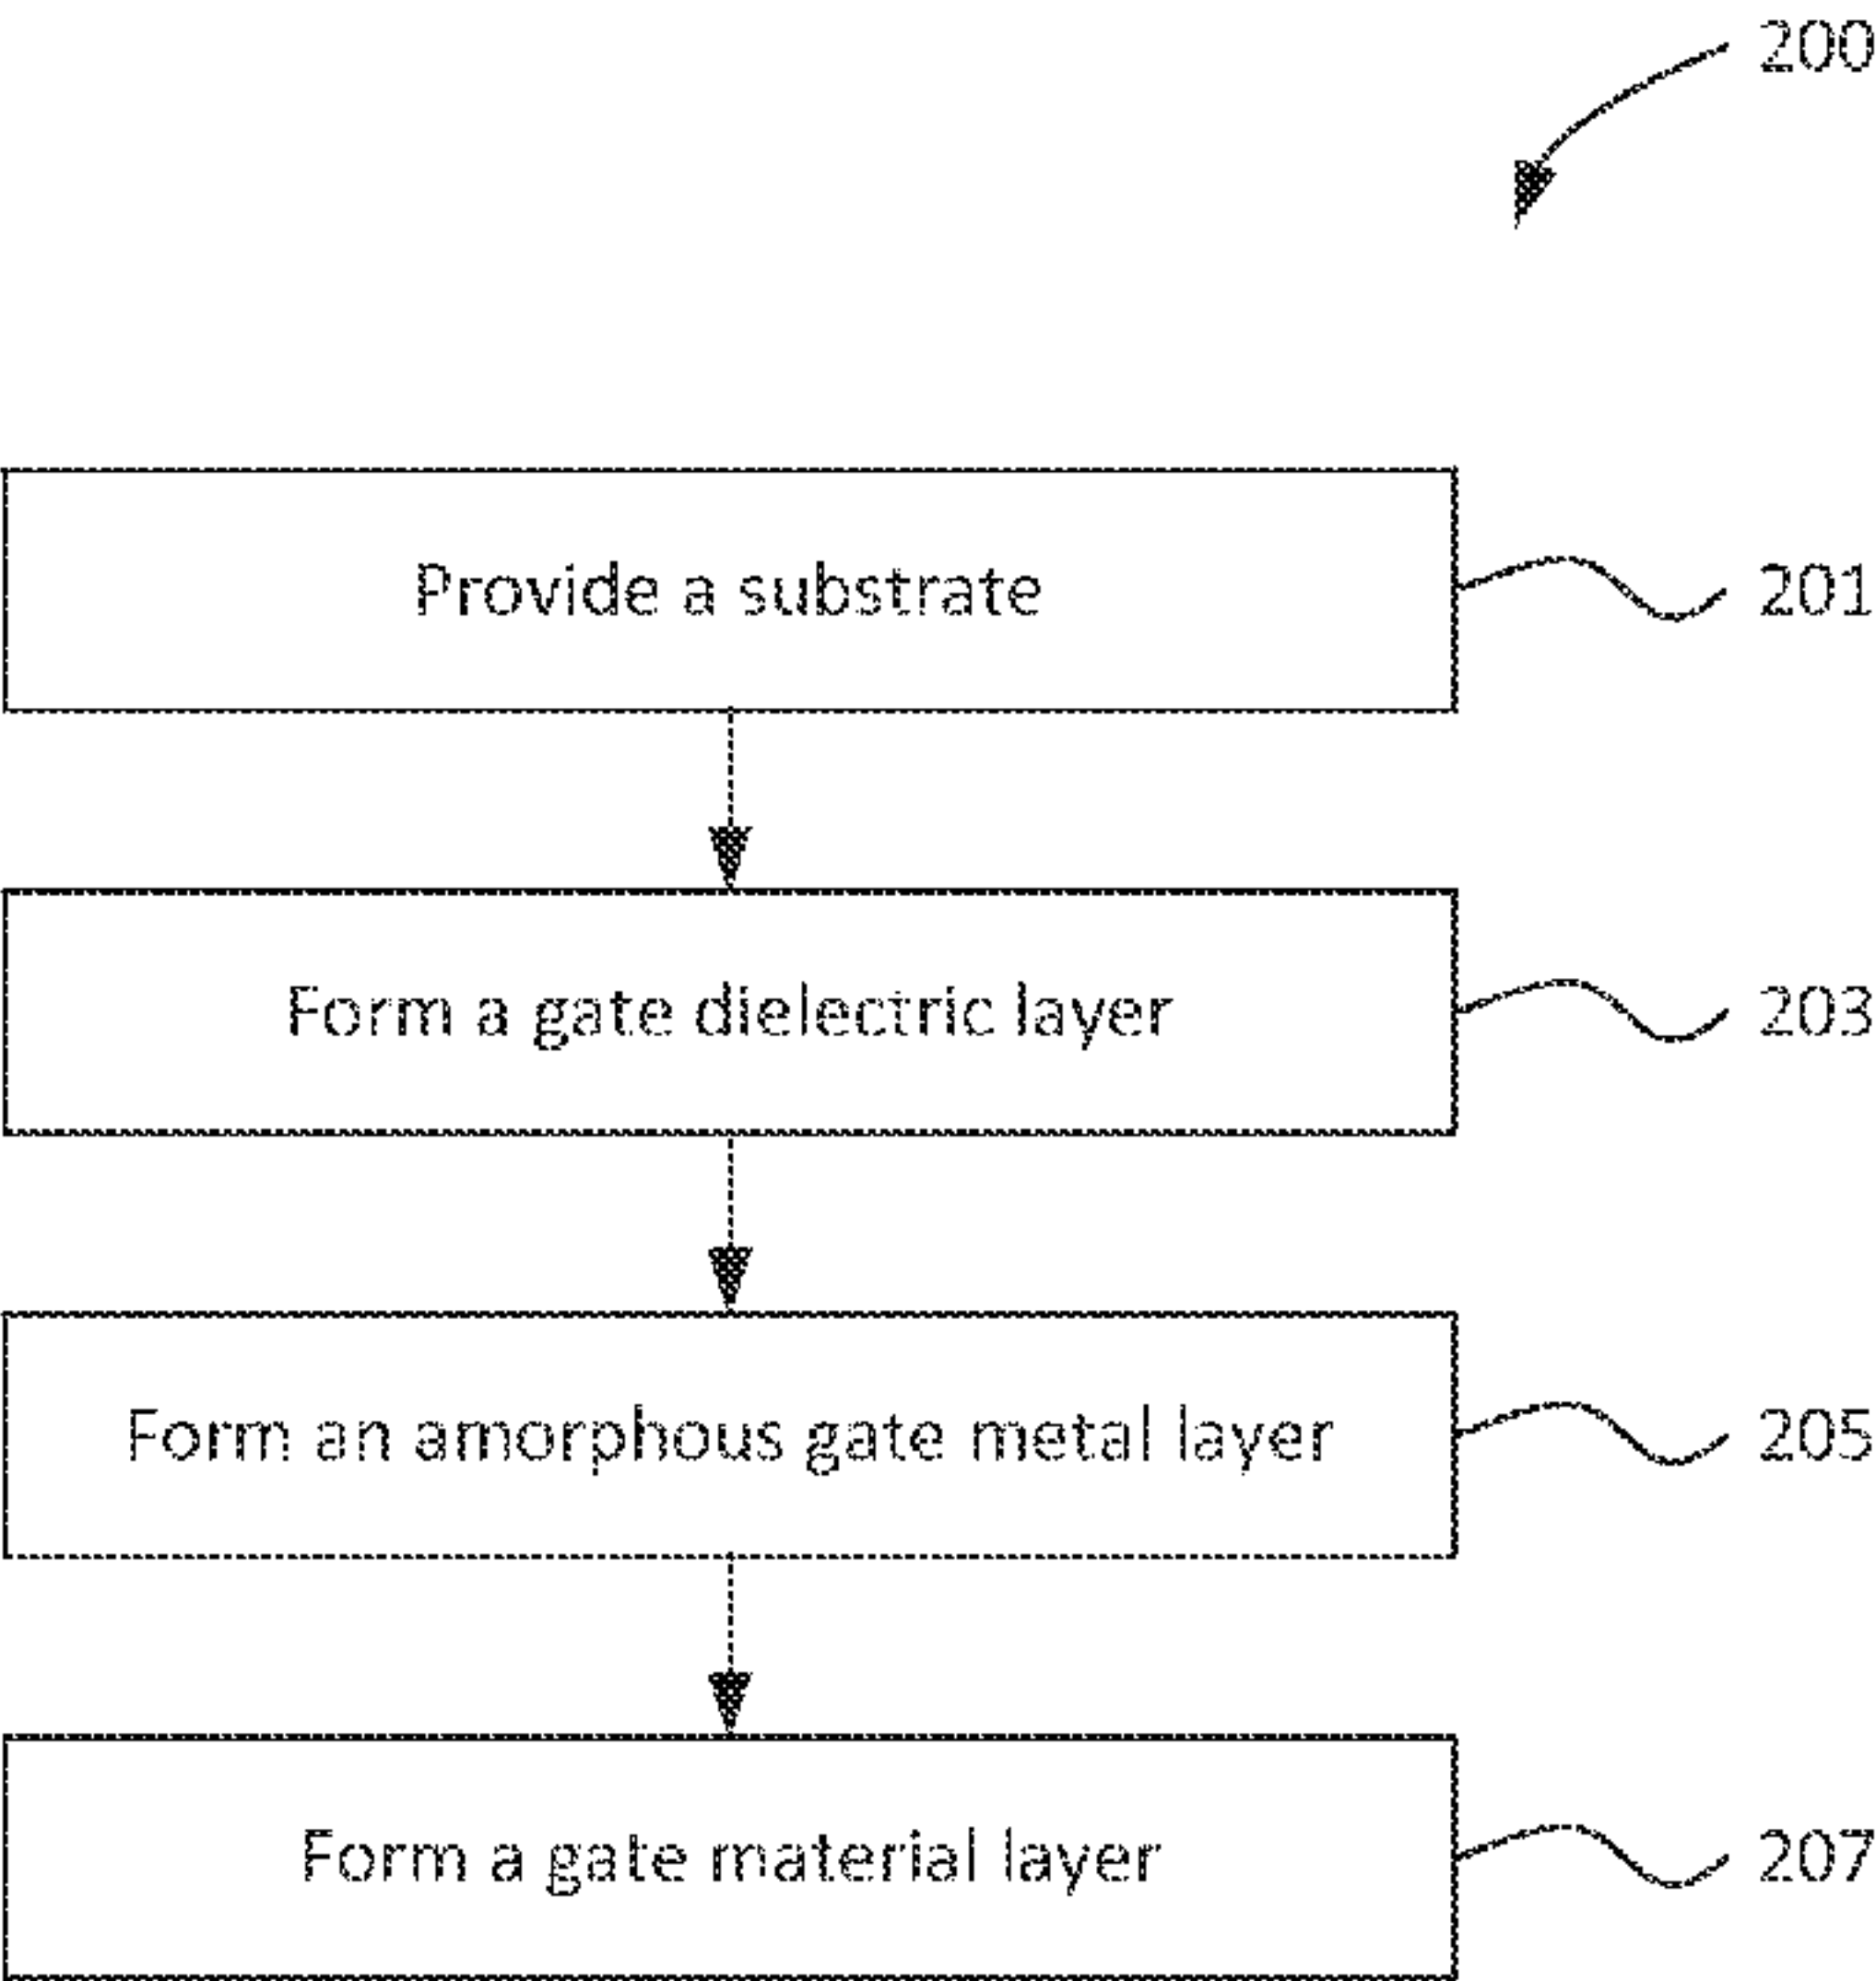 200
Provide a substrate
201
Form a gate dielectric layer
203
Form an amorphous gate metal layer
205
Form a gate material layer
207